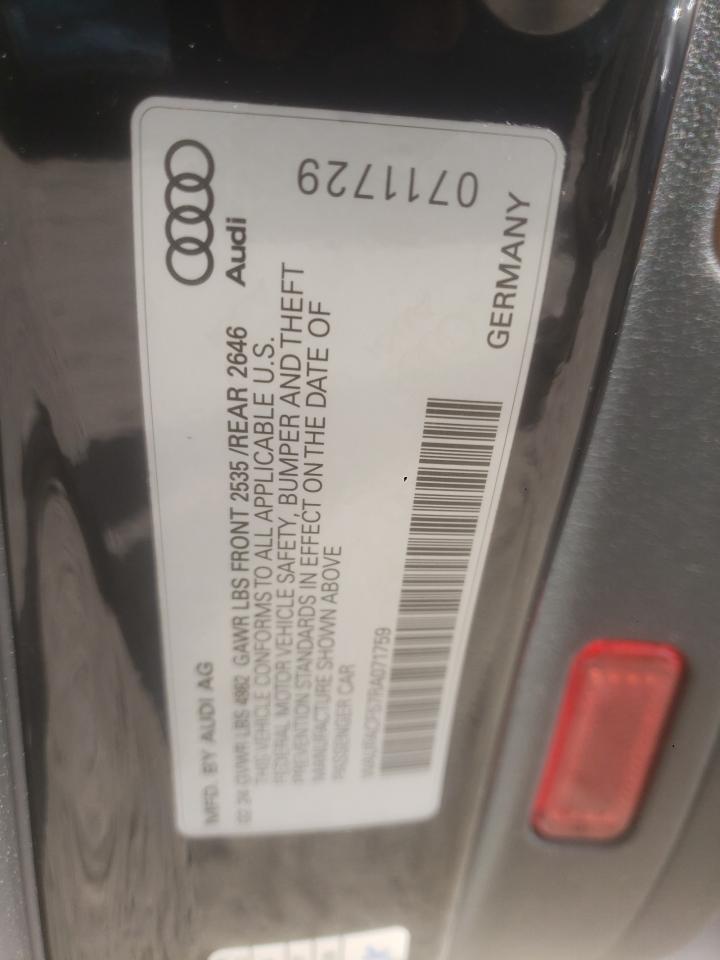 Audi
MFD. BY AUDI AG
02 24 GVWR LBS 4982 GAWR LBS FRONT 2535 /REAR 2646
THIS VEHICLE CONFORMS TO ALL APPLICABLE U.S.
FEDERAL MOTOR VEHICLE SAFETY, BUMPER AND THEFT
PREVENTION STANDARDS IN EFFECT ON THE DATE OF
MANUFACTURE SHOWN ABOVE
PASSENGER CAR
0711729
GERMANY